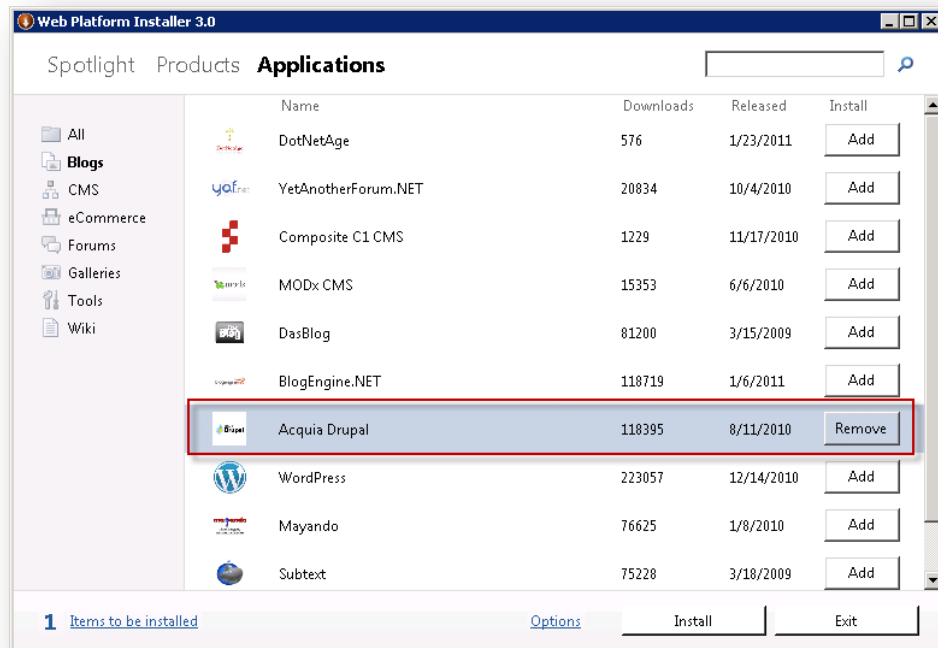 Web Platform Installer 3.0
Spotlight Products Applications
Name Downloads Released Install
All
Blogs
CMS
eCommerce
Forums
Galleries
Tools
Wiki
DotNetAge 576 1/23/2011 Add
YetAnotherForum.NET 20834 10/4/2010 Add
Composite C1 CMS 1229 11/17/2010 Add
MODx CMS 15353 6/6/2010 Add
DasBlog 81200 3/15/2009 Add
BlogEngine.NET 118719 1/6/2011 Add
Acquia Drupal 118395 8/11/2010 Remove
WordPress 223057 12/14/2010 Add
Mayando 76625 1/8/2010 Add
Subtext 75228 3/18/2009 Add
1 Items to be installed Options Install Exit